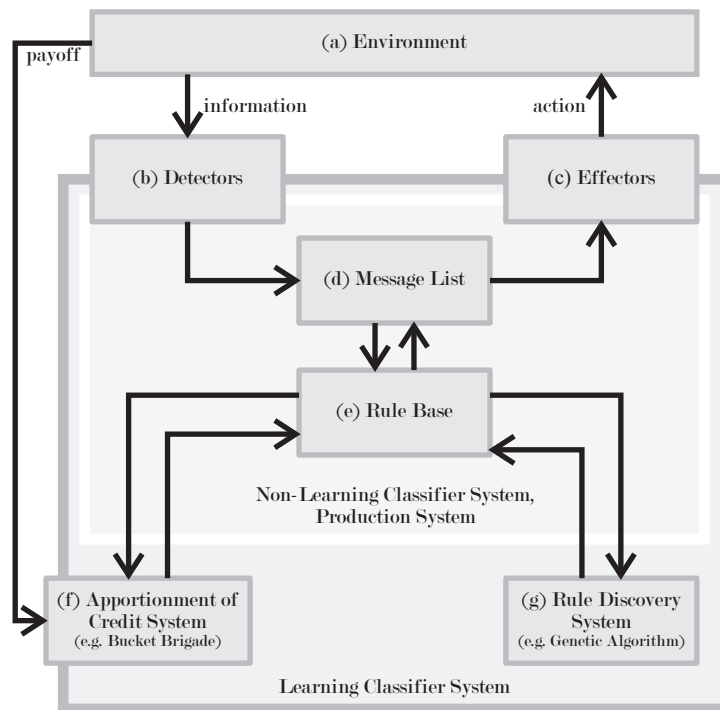 (a) Environment
payoff
information
action
(b) Detectors
(c) Effectors
(d) Message List
(e) Rule Base
Non-Learning Classifier System,
Production System
(f) Apportionment of
Credit System
(e.g. Bucket Brigade)
(g) Rule Discovery
System
(e.g. Genetic Algorithm)
Learning Classifier System